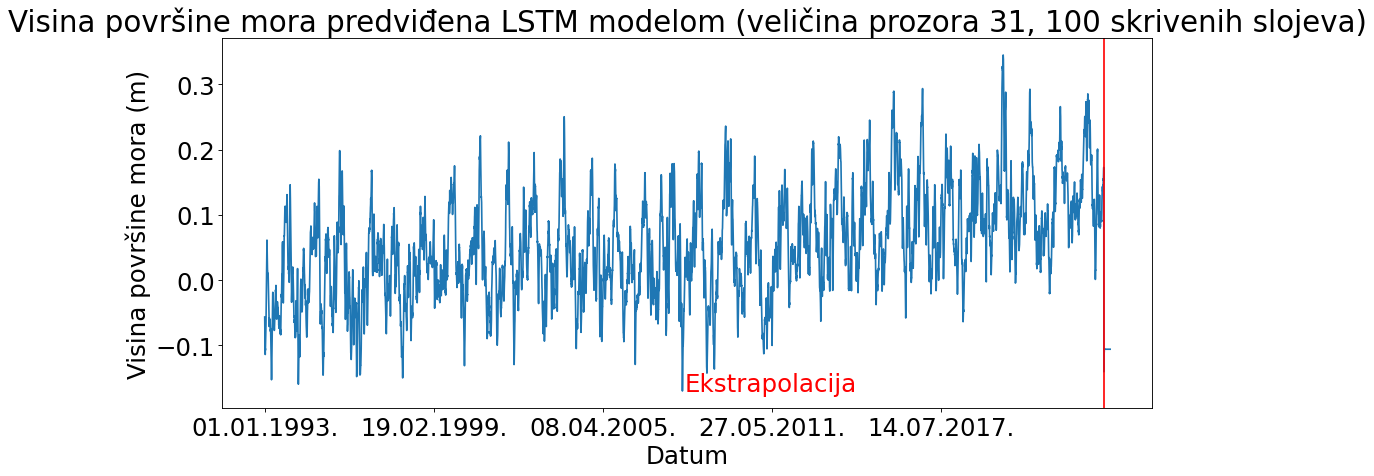 Visina površine mora predviđena LSTM modelom (veličina prozora 31, 100 skrivenih slojeva)
Visina površine mora (m)
0.3
0.2
0.1
0.0
−0.1
Ekstrapolacija
01.01.1993. 19.02.1999. 08.04.2005. 27.05.2011. 14.07.2017.
Datum